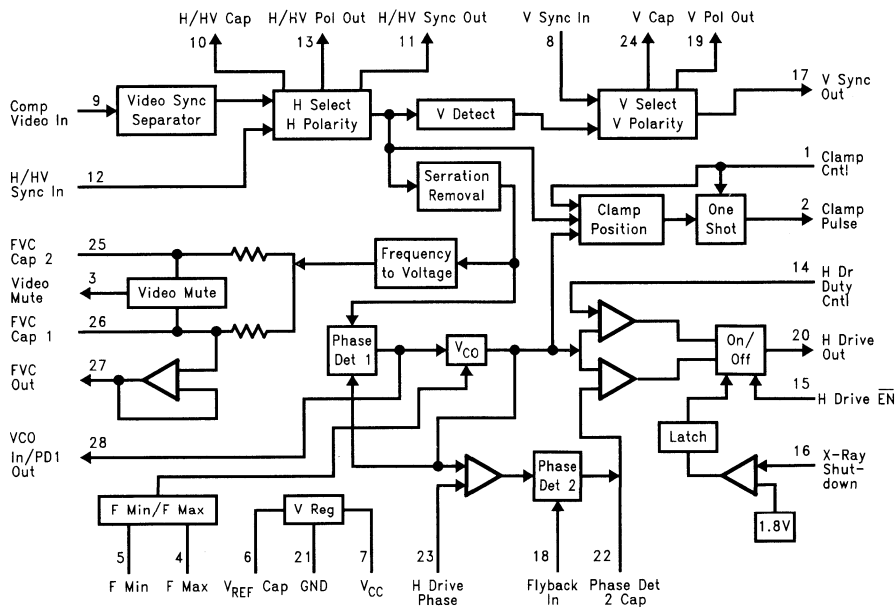 H/HV Cap H/HV Pol Out H/HV Sync Out V Sync In V Cap V Pol Out
10 13 11 8 24 19
17 V Sync Out
Comp Video In
9
Video Sync Separator
H Select
H Polarity
V Detect
V Select
V Polarity
12
H/HV Sync In
1 Clamp Cntl
Serration Removal
Clamp Position
One Shot
2 Clamp Pulse
FVC Cap 2
25
Frequency to Voltage
14 H Dr Duty Cntl
Video Mute
3
Video Mute
FVC Cap 1
26
Phase Det 1
VCO
On/Off
20 H Drive Out
FVC Out
27
15 H Drive EN
VCO In/PD1 Out
28
Latch
16 X-Ray Shut-down
F Min/F Max
V Reg
Phase Det 2
1.8V
5 4 6 21 7 23 18 22
F Min F Max VREF Cap GND VCC H Drive Phase Flyback In Phase Det 2 Cap